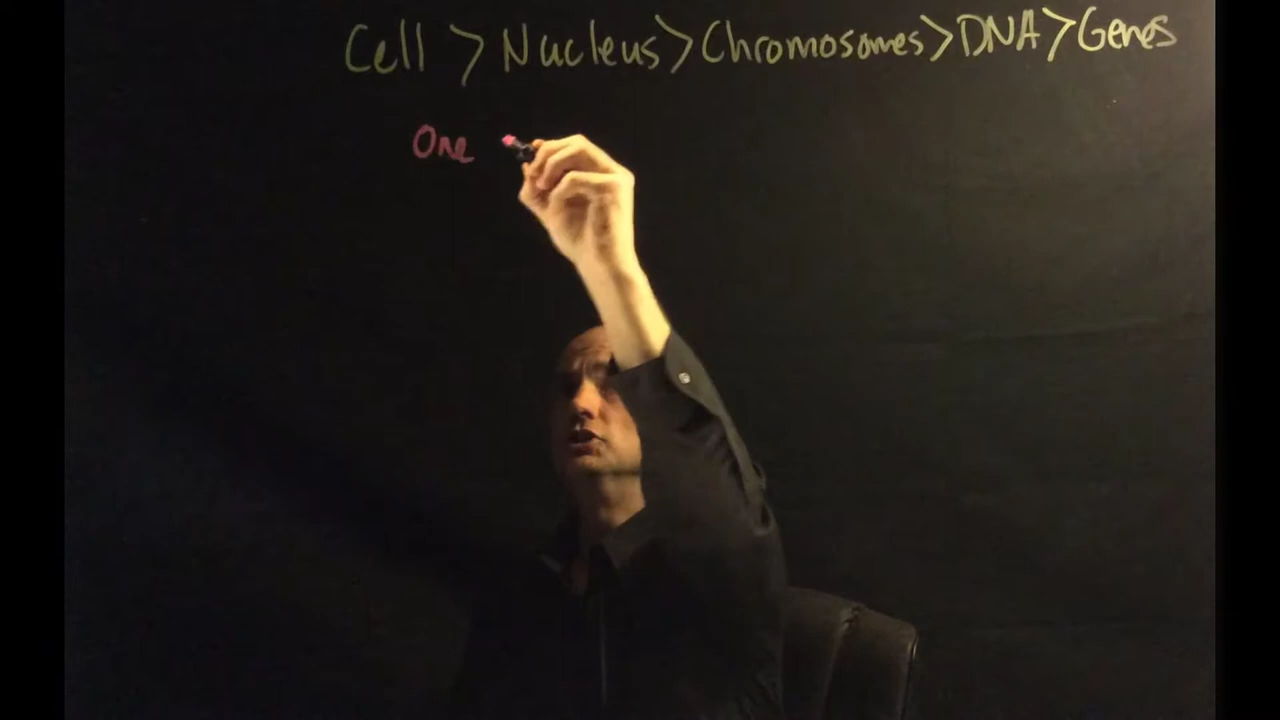 Cell > Nucleus > Chromosomes > DNA > Genes
One